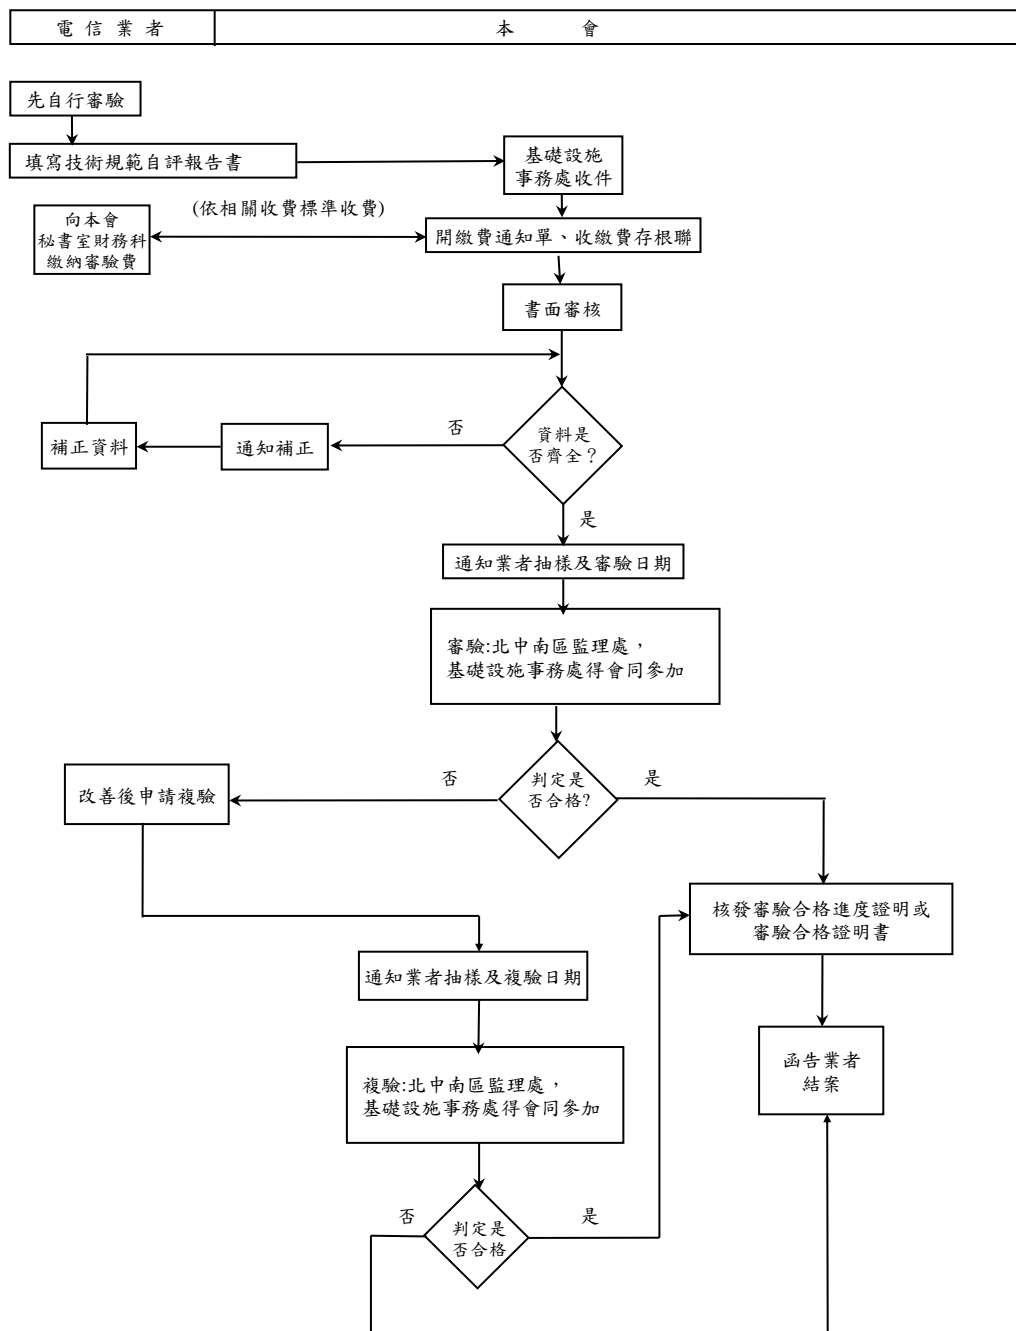 電信業者
本會
先自行審驗
填寫技術規範自評報告書
基礎設施
事務處收件
(依相關收費標準收費)
向本會
秘書室財務科
繳納審驗費
開繳費通知單、收繳費存根聯
書面審核
補正資料
通知補正
否
資料是
否齊全？
是
通知業者抽樣及審驗日期
審驗:北中南區監理處，
基礎設施事務處得會同參加
改善後申請複驗
否
判定是
否合格?
是
核發審驗合格進度證明或
審驗合格證明書
通知業者抽樣及複驗日期
函告業者
結案
複驗:北中南區監理處，
基礎設施事務處得會同參加
否
判定是
否合格
是